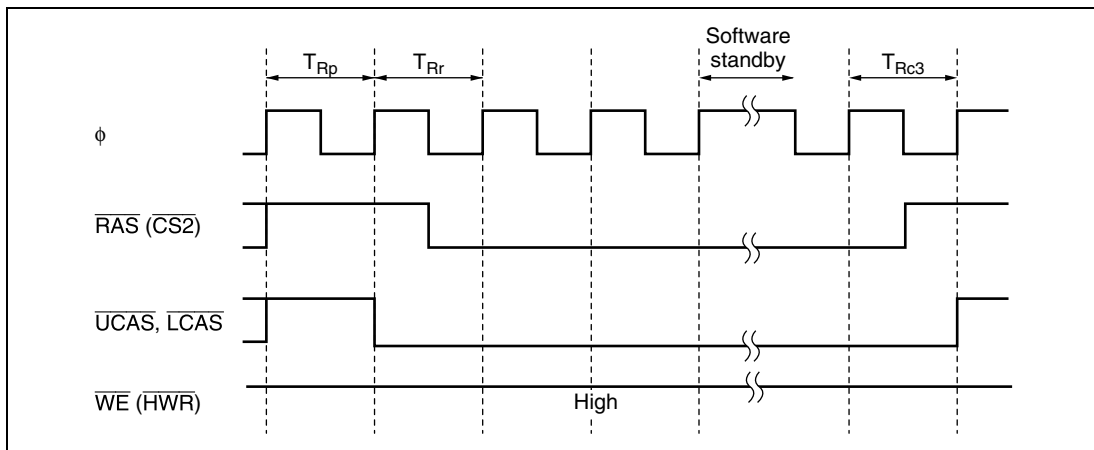 Software
standby
TRp
TRr
TRc3
φ
RAS (CS2)
UCAS, LCAS
WE (HWR)
High